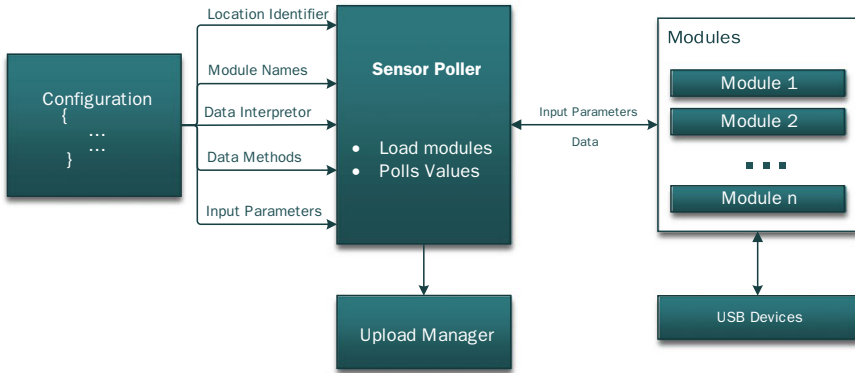 Location Identifier
Module Names
Data Interpretor
Data Methods
Input Parameters
Configuration
{
...
...
}
Sensor Poller
• Load modules
• Polls Values
Input Parameters
Data
Modules
Module 1
Module 2
...
Module n
Upload Manager
USB Devices